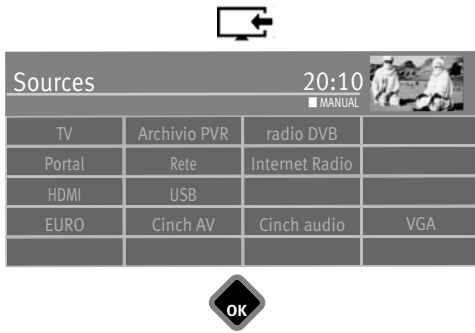 Sources 20:10
MANUAL
TV Archivio PVR radio DVB
Portal Rete Internet Radio
HDMI USB
EURO Cinch AV Cinch audio VGA
OK